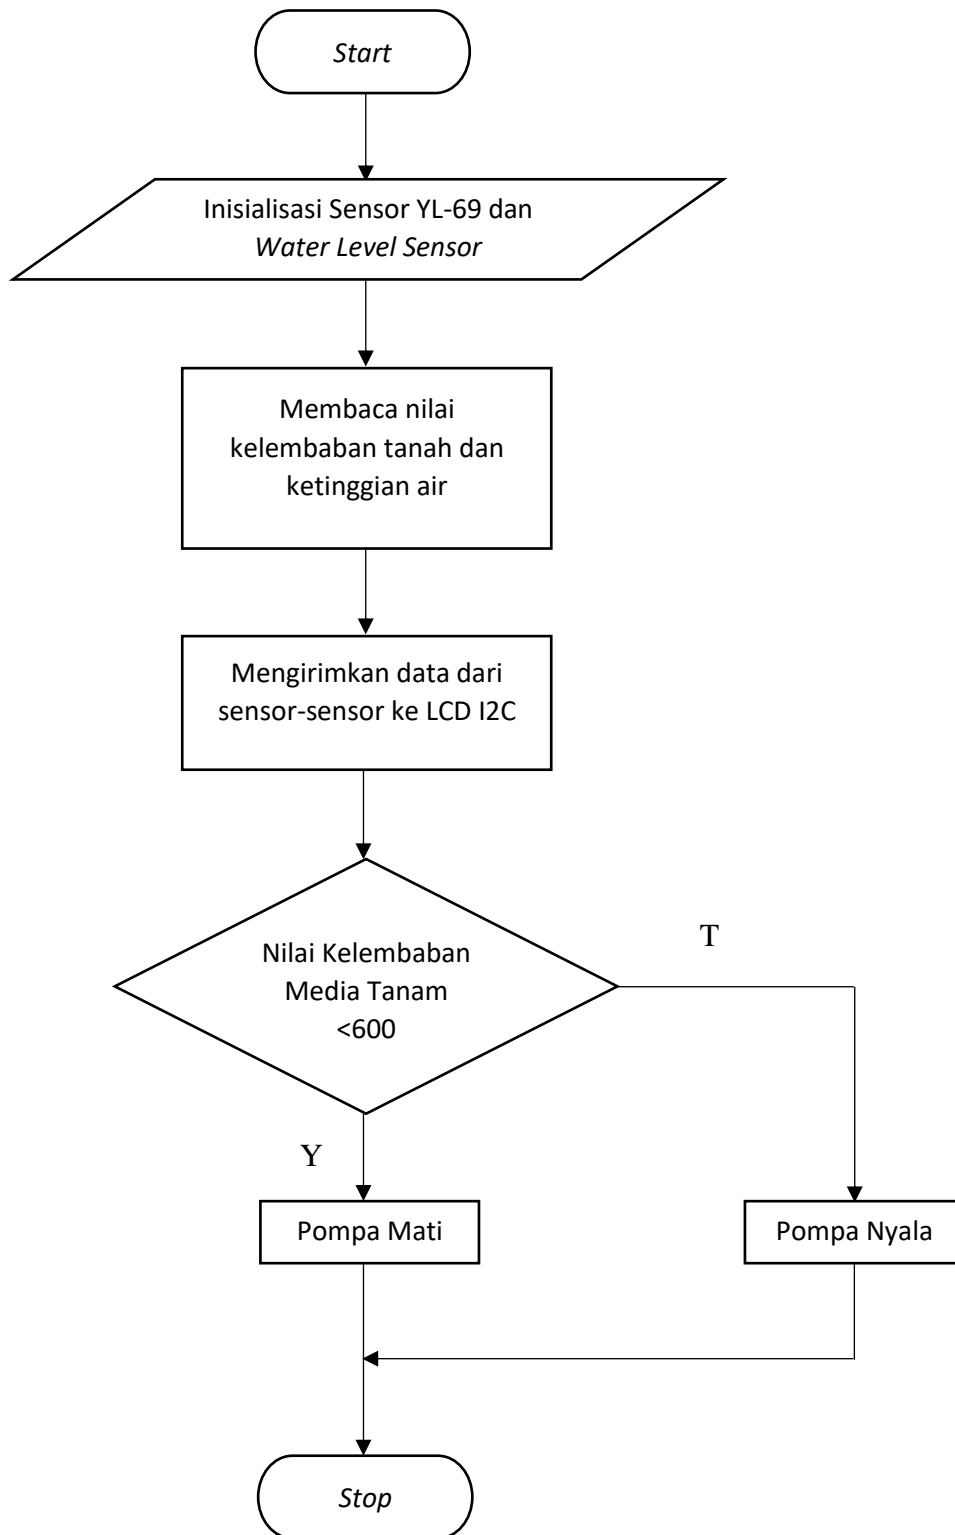 Start
Inisialisasi Sensor YL-69 dan
Water Level Sensor
Membaca nilai
kelembaban tanah dan
ketinggian air
Mengirimkan data dari
sensor-sensor ke LCD I2C
Nilai Kelembaban
Media Tanam
<600
T
Y
Pompa Mati
Pompa Nyala
Stop